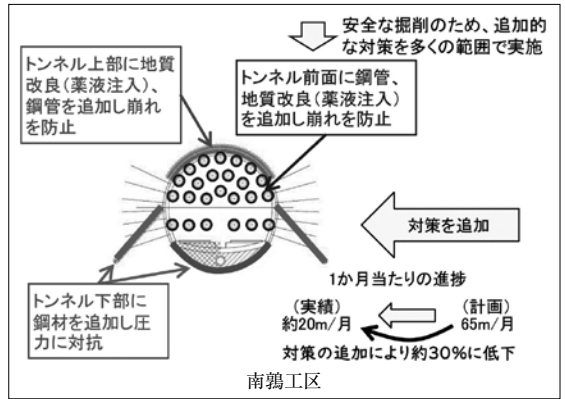 安全な掘削のため、追加的
な対策を多くの範囲で実施
トンネル上部に地質
改良(薬液注入)、
鋼管を追加し崩れ
を防止
トンネル前面に鋼管、
地質改良(薬液注入)
を追加し崩れを防止
対策を追加
トンネル下部に
鋼材を追加し圧
力に対抗
1か月当たりの進捗
(実績)
約20m/月
(計画)
65m/月
対策の追加により約30%に低下
南鶉工区